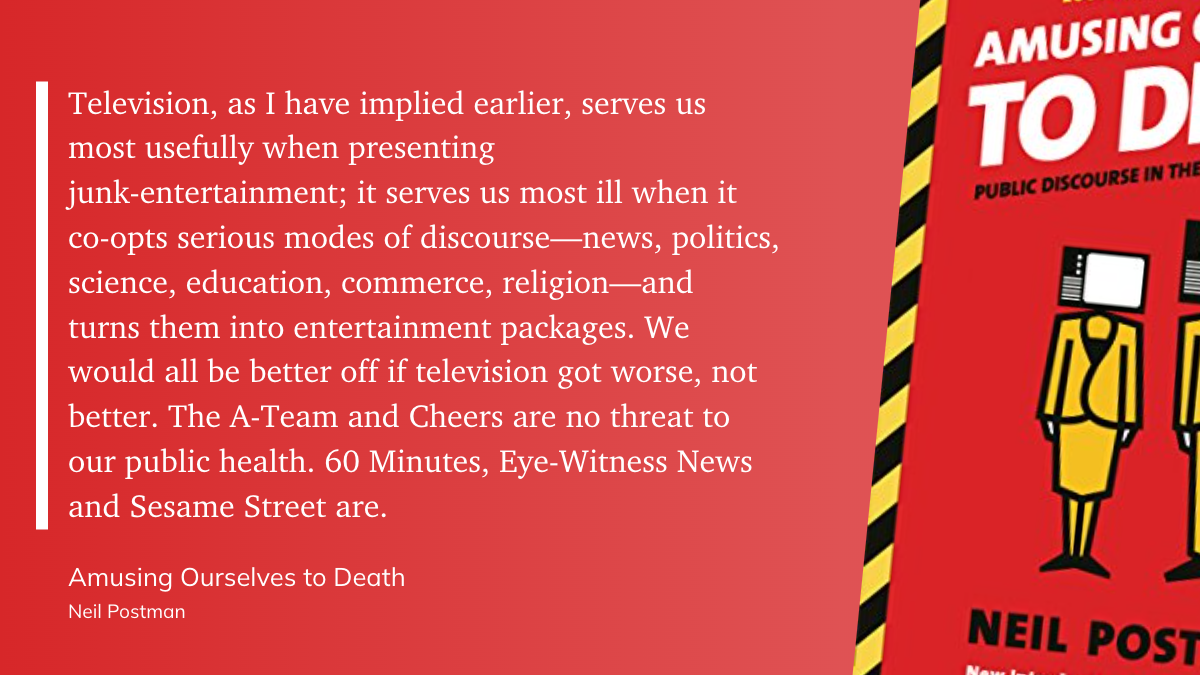 Television, as I have implied earlier, serves us
most usefully when presenting
junk-entertainment; it serves us most ill when it
co-opts serious modes of discourse—news, politics,
science, education, commerce, religion—and
turns them into entertainment packages. We
would all be better off if television got worse, not
better. The A-Team and Cheers are no threat to
our public health. 60 Minutes, Eye-Witness News
and Sesame Street are.
Amusing Ourselves to Death
Neil Postman
AMUSING
TO
PUBLIC DISCOURSE IN THE
NEIL POST